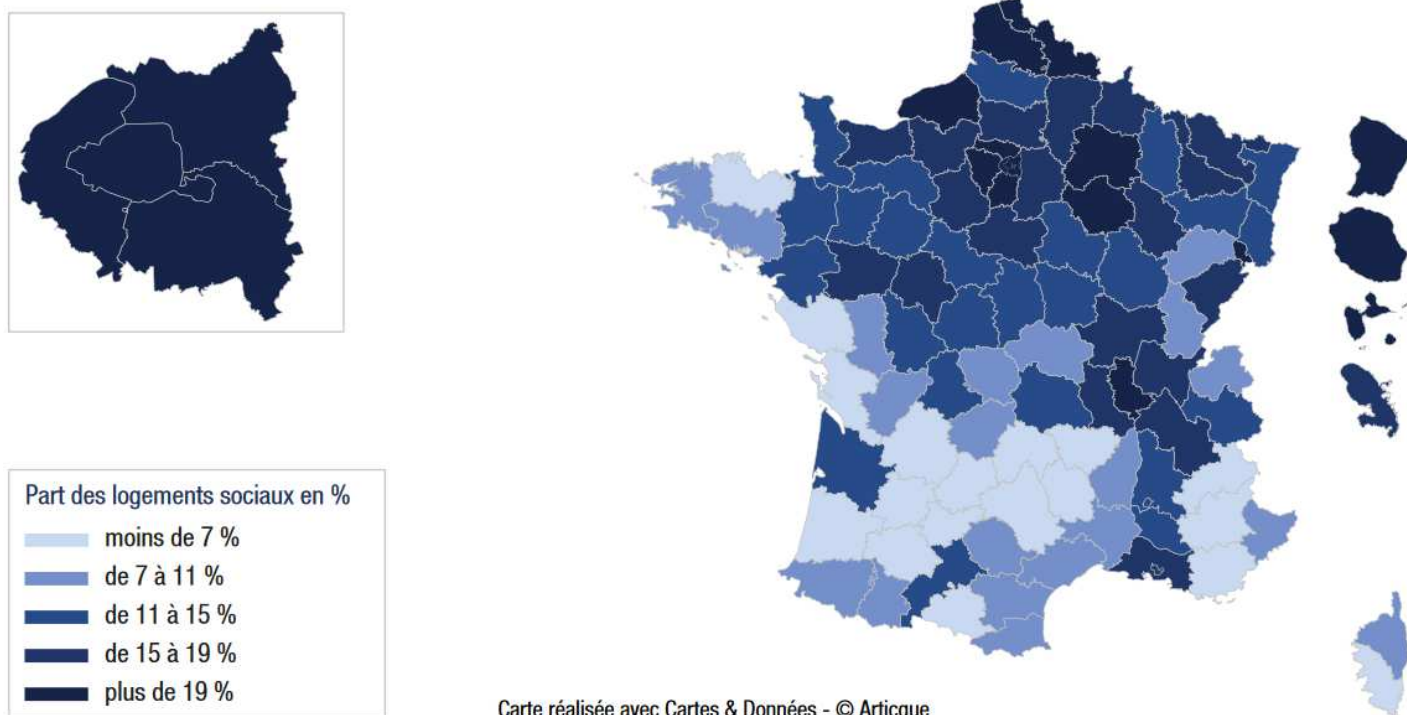 Part des logements sociaux en %
moins de 7 %
de 7 à 11 %
de 11 à 15 %
de 15 à 19 %
plus de 19 %
Carte réalisée avec Cartes & Données - © Articque